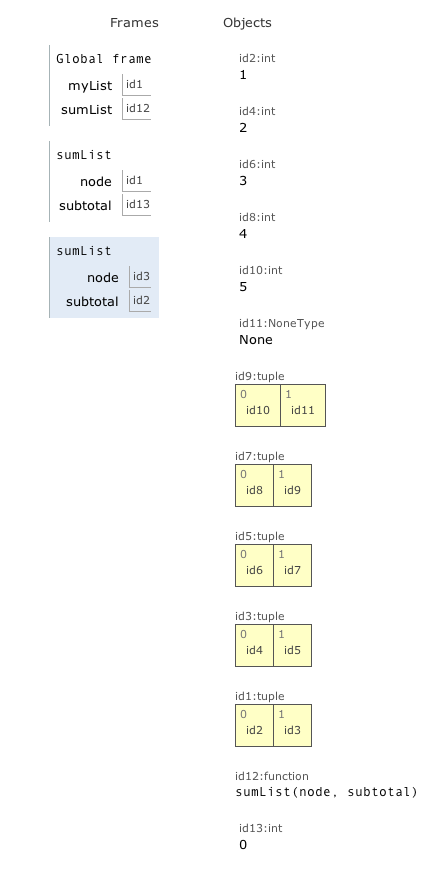 Frames
Global frame
myList id1
sumList id12
sumList
node id1
subtotal id13
sumList
node id3
subtotal id2
Objects
id2:int
1
id4:int
2
id6:int
3
id8:int
4
id10:int
5
id11:NoneType
None
id9:tuple
0 1
id10 id11
id7:tuple
0 1
id8 id9
id5:tuple
0 1
id6 id7
id3:tuple
0 1
id4 id5
id1:tuple
0 1
id2 id3
id12:function
sumList(node, subtotal)
id13:int
0